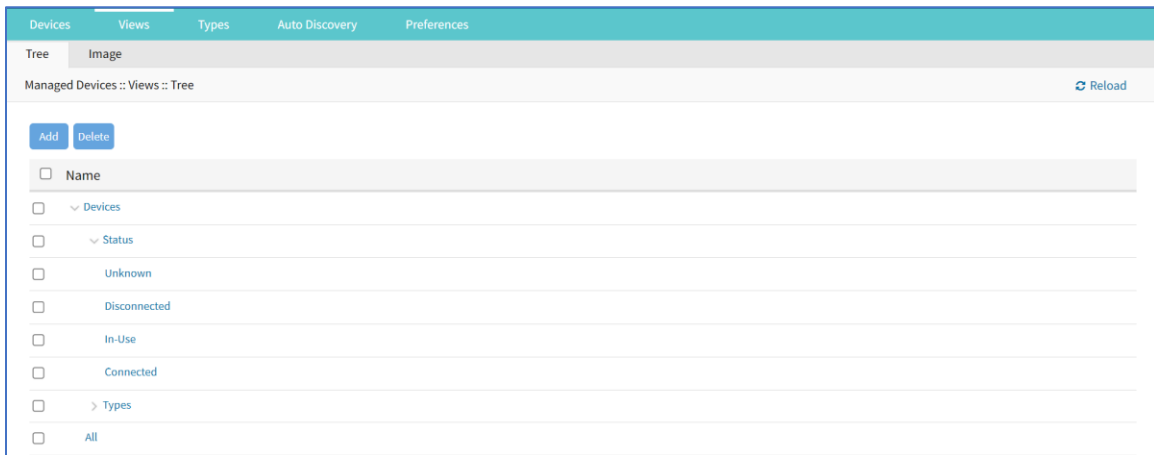 Devices Views Types Auto Discovery Preferences
Tree Image
Managed Devices :: Views :: Tree Reload
Add Delete
Name
Devices
Status
Unknown
Disconnected
In-Use
Connected
Types
All